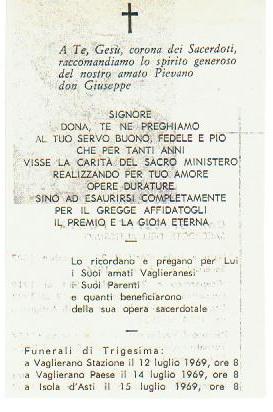 A Te, Gesù, corona dei Sacerdoti,
raccomandiamo lo spirito generoso
del nostro amato Pievano
don Giuseppe
SIGNORE
DONA, TE NE PREGHIAMO
AL TUO SERVO BUONO, FEDELE E PIO
CHE PER TANTI ANNI
VISSE LA CARITÀ DEL SACRO MINISTERO
REALIZZANDO PER TUO AMORE
OPERE DURATURE
SINO AD ESAURIRSI COMPLETAMENTE
PER IL GREGGE AFFIDATOGLI
IL PREMIO E LA GIOIA ETERNA
Lo ricordano e pregano per Lui
i Suoi amati Vaglieranesi
i Suoi Parenti
e quanti beneficiarono
della sua opera sacerdotale
Funerali di Trigesima:
a Vaglierano Stazione il 12 luglio 1969, ore 8
a Vaglierano Paese il 14 luglio 1969, ore 8
a Isola d'Asti il 15 luglio 1969, ore 8